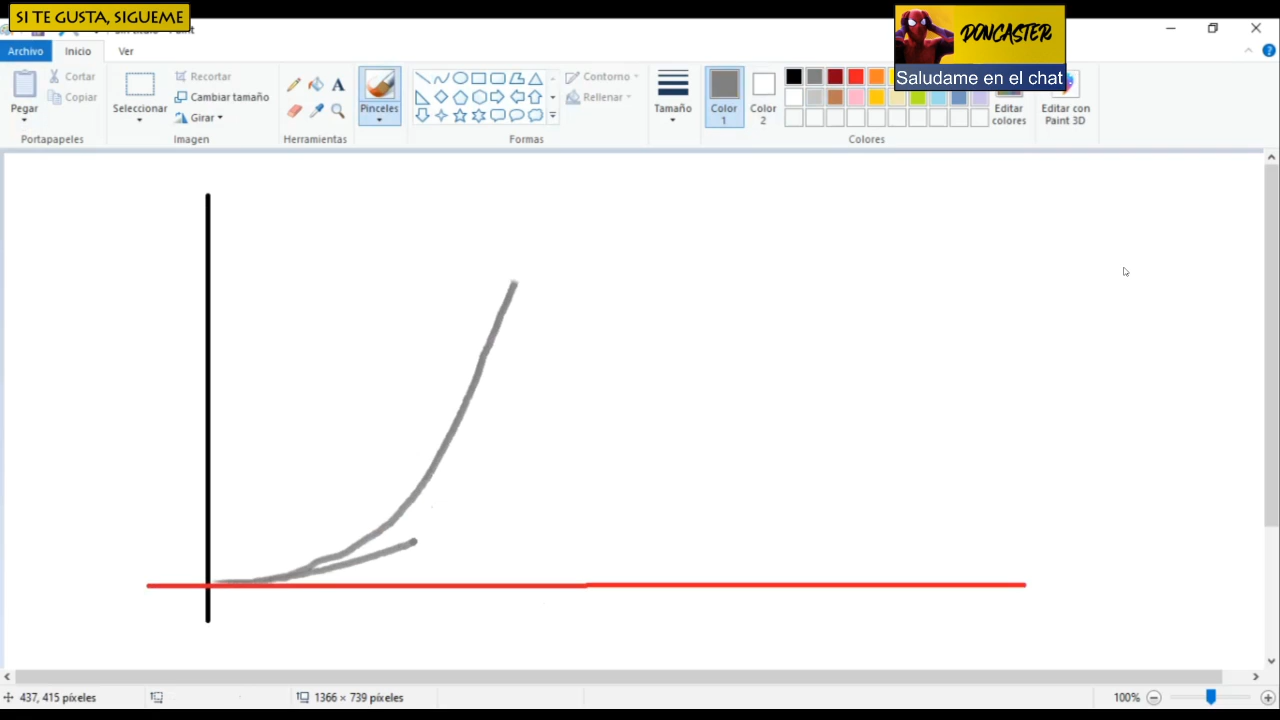 SI TE GUSTA, SIGUEME
DONCASTER
Saludame en el chat
Archivo
Inicio
Ver
Pegar
Cortar
Copiar
Portapapeles
Seleccionar
Recortar
Cambiar tamaño
Girar
Imagen
A
Herramientas
Pinceles
Contorno
Rellenar
Formas
Tamaño
Color
1
Color
2
Editar
colores
Editar con
Paint 3D
Colores
437, 415 píxeles
1366 × 739 píxeles
100%